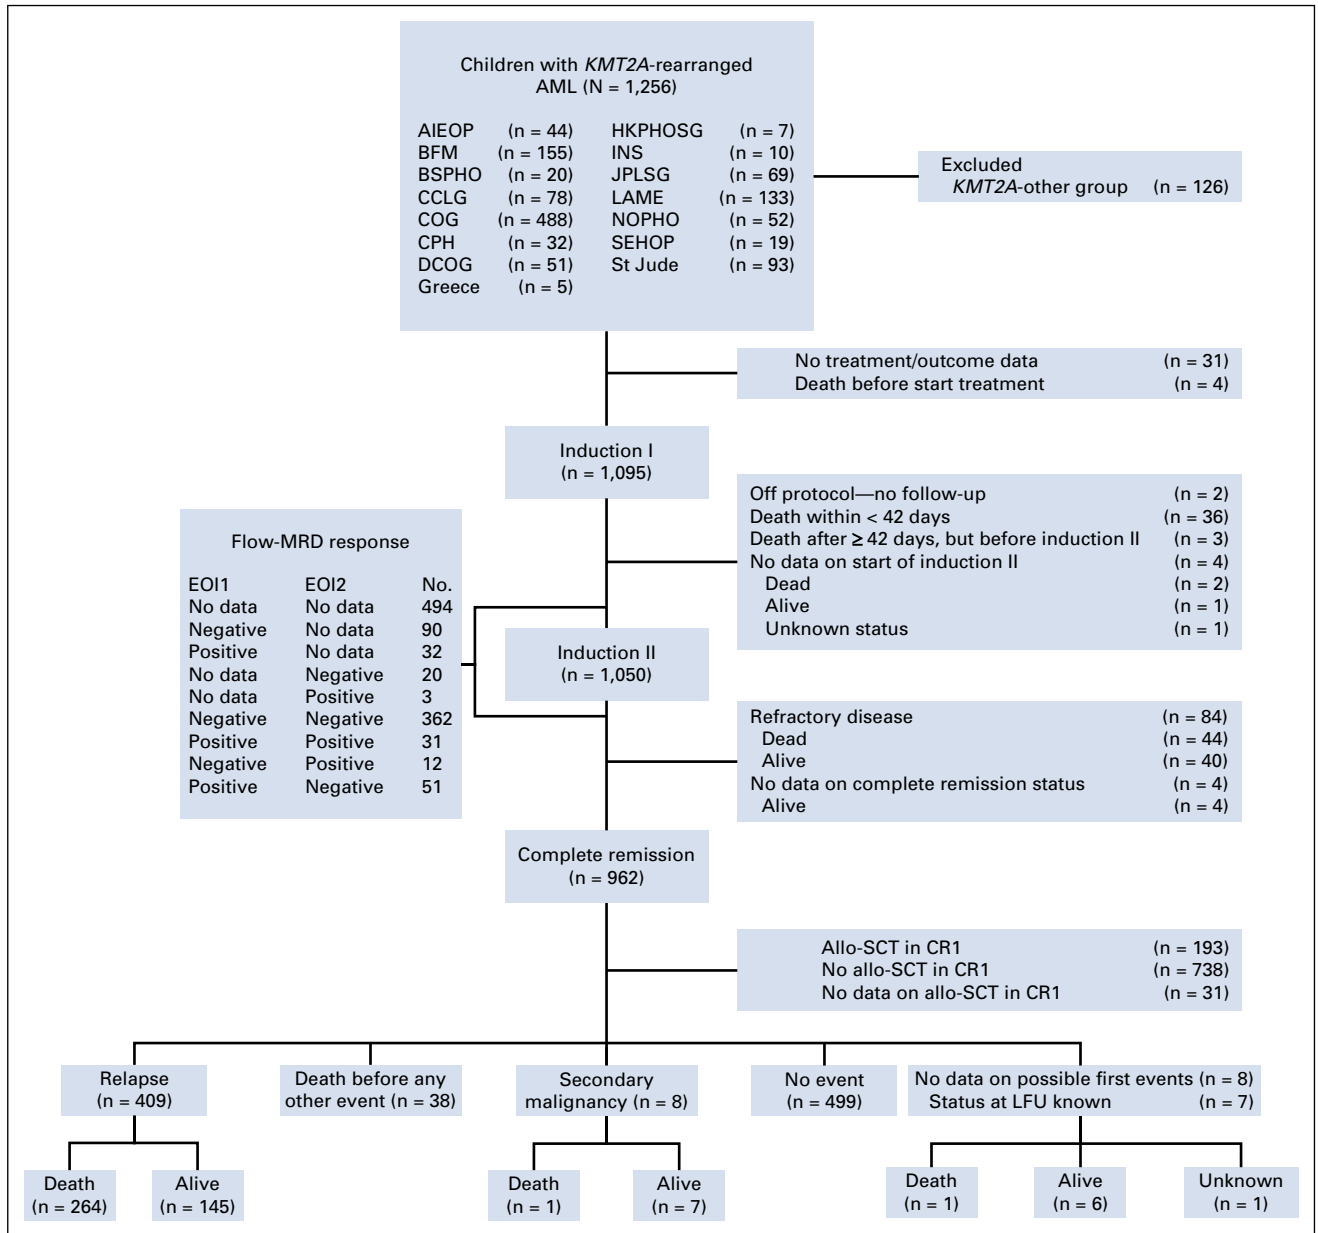 Children with KMT2A-rearranged
AML (N = 1,256)
AIEOP (n = 44) HKPHOSG (n = 7)
BFM (n = 155) INS (n = 10)
BSPHO (n = 20) JPLSG (n = 69)
CCLG (n = 78) LAME (n = 133)
COG (n = 488) NOPHO (n = 52)
CPH (n = 32) SEHOP (n = 19)
DCOG (n = 51) St Jude (n = 93)
Greece (n = 5)
Excluded
KMT2A-other group (n = 126)
No treatment/outcome data (n = 31)
Death before start treatment (n = 4)
Induction I
(n = 1,095)
Off protocol—no follow-up (n = 2)
Death within < 42 days (n = 36)
Death after ≥ 42 days, but before induction II (n = 3)
No data on start of induction II (n = 4)
Dead (n = 2)
Alive (n = 1)
Unknown status (n = 1)
Flow-MRD response
EOI1 EOI2 No.
No data No data 494
Negative No data 90
Positive No data 32
No data Negative 20
No data Positive 3
Negative Negative 362
Positive Positive 31
Negative Positive 12
Positive Negative 51
Induction II
(n = 1,050)
Refractory disease (n = 84)
Dead (n = 44)
Alive (n = 40)
No data on complete remission status (n = 4)
Alive (n = 4)
Complete remission
(n = 962)
Allo-SCT in CR1 (n = 193)
No allo-SCT in CR1 (n = 738)
No data on allo-SCT in CR1 (n = 31)
Relapse
(n = 409)
Death before any
other event (n = 38)
Secondary
malignancy (n = 8)
No event
(n = 499)
No data on possible first events (n = 8)
Status at LFU known (n = 7)
Death
(n = 264)
Alive
(n = 145)
Death
(n = 1)
Alive
(n = 7)
Death
(n = 1)
Alive
(n = 6)
Unknown
(n = 1)